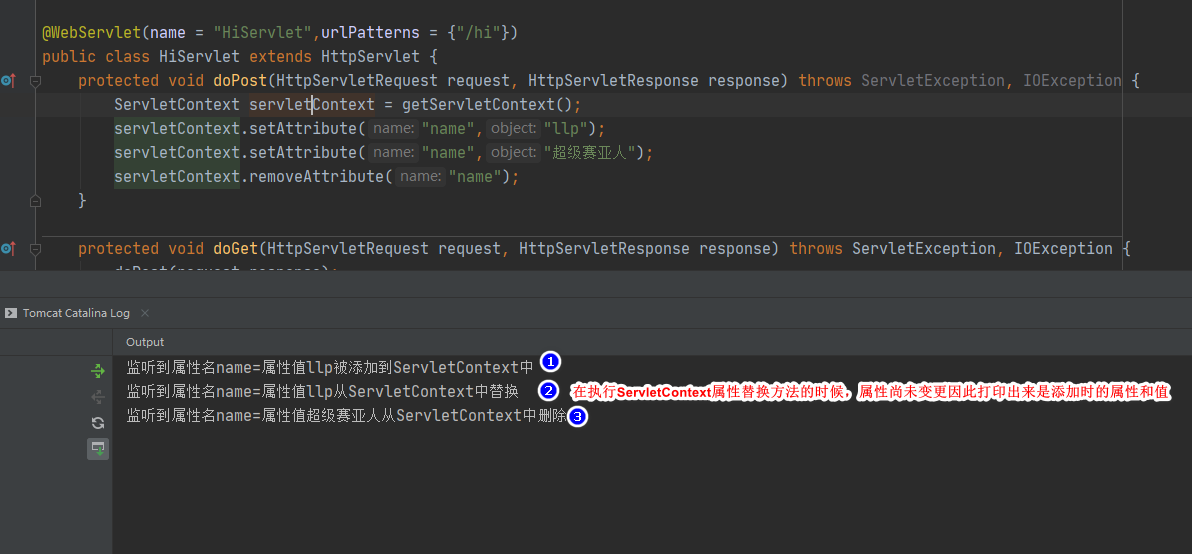 @WebServlet(name = "HiServlet",urlPatterns = {"/hi"})
public class HiServlet extends HttpServlet {
protected void doPost(HttpServletRequest request, HttpServletResponse response) throws ServletException, IOException {
ServletContext servletContext = getServletContext();
servletContext.setAttribute( name: "name", object: "llp");
servletContext.setAttribute( name: "name", object: "超级赛亚人");
servletContext.removeAttribute( name: "name");
}
protected void doGet(HttpServletRequest request, HttpServletResponse response) throws ServletException, IOException {
doPost(request,response);
Tomcat Catalina Log
Output
监听到属性名name=属性值llp被添加到ServletContext中 1
监听到属性名name=属性值llp从ServletContext中替换 2 在执行ServletContext属性替换方法的时候，属性尚未变更因此打印出来是添加时的属性和值
监听到属性名name=属性值超级赛亚人从ServletContext中删除 3